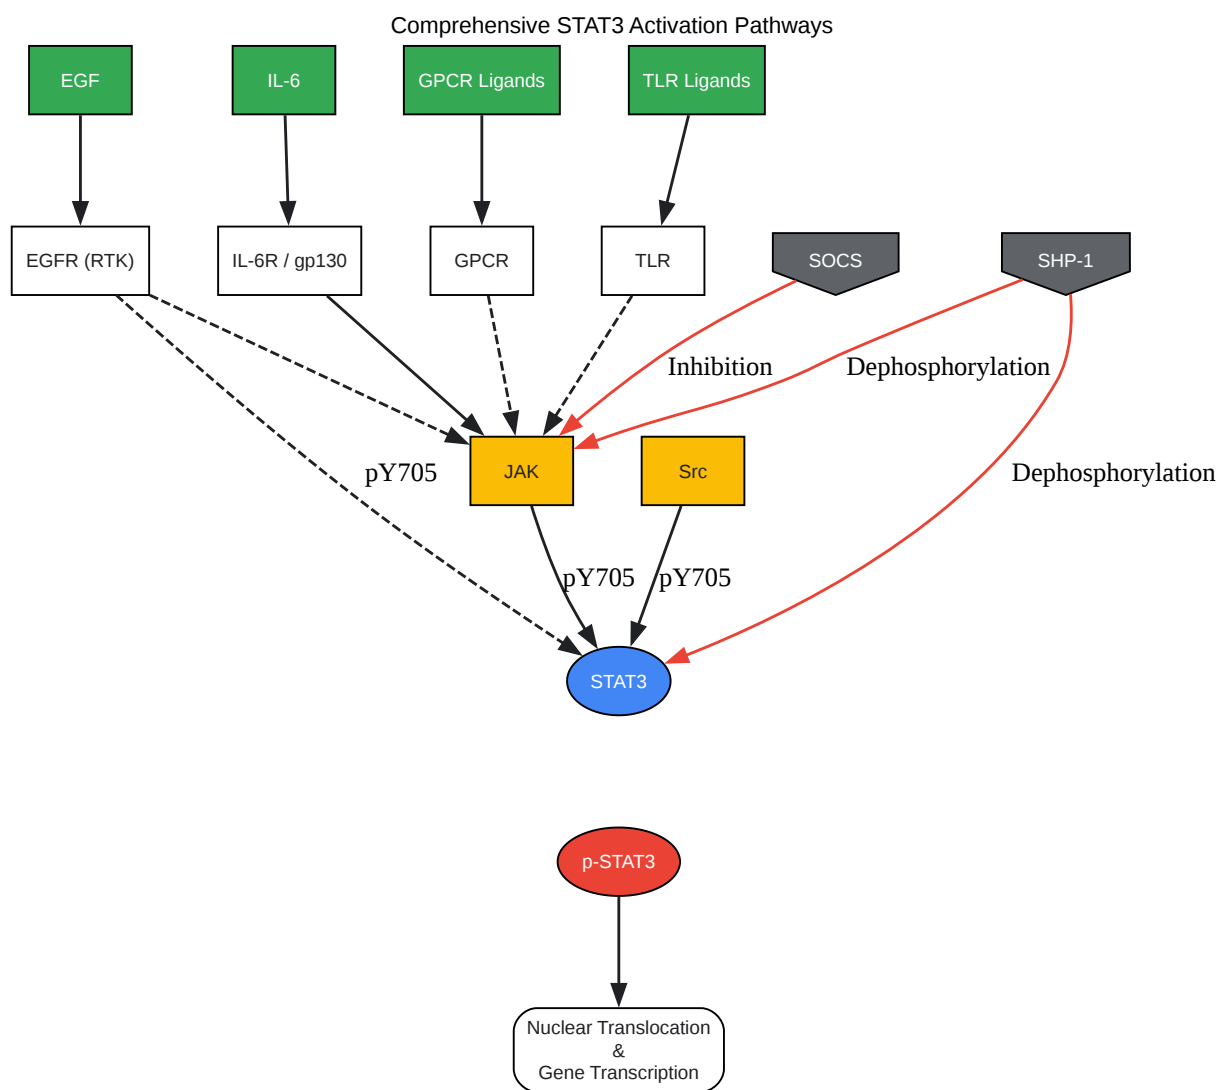 Comprehensive STAT3 Activation Pathways
EGF
IL-6
GPCR Ligands
TLR Ligands
EGFR (RTK)
IL-6R / gp130
GPCR
TLR
SOCS
SHP-1
Inhibition
Dephosphorylation
pY705
JAK
Src
Dephosphorylation
pY705
pY705
STAT3
p-STAT3
Nuclear Translocation
&
Gene Transcription